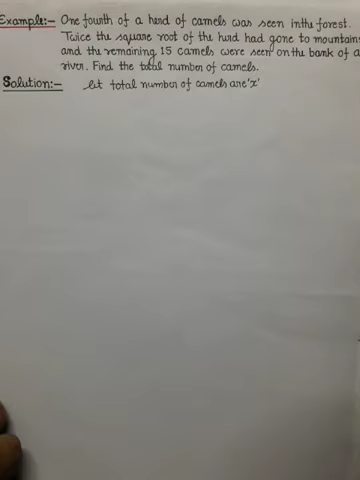 Example:- One fourth of a herd of camels was seen in the forest.
Twice the square root of the herd had gone to mountains
and the remaining 15 camels were seen on the bank of a
river. Find the total number of camels.
Solution:- let total number of camels are 'x'